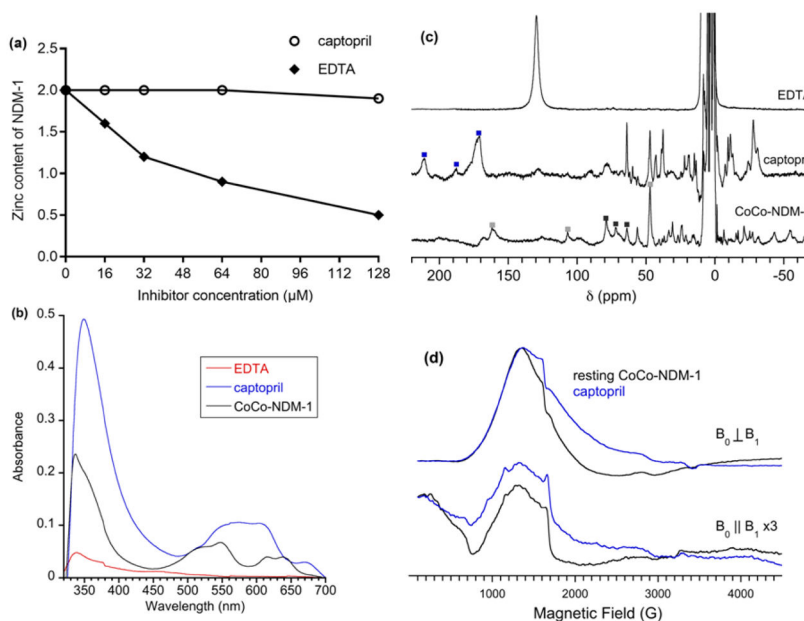 (a)
captopril
EDTA
Zinc content of NDM-1
2.5
2.0
1.5
1.0
0.5
0.0
0 16 32 48 64 80 96 112 128
Inhibitor concentration (µM)
(b)
Absorbance
0.5
0.4
0.3
0.2
0.1
0
EDTA
captopril
CoCo-NDM-1
350 400 450 500 550 600 650 700
Wavelength (nm)
(c)
EDTA
captopril
CoCo-NDM-
200 150 100 50 0 -50
δ (ppm)
(d)
resting CoCo-NDM-1
captopril
B0 ⊥ B1
B0 || B1 x3
1000 2000 3000 4000
Magnetic Field (G)